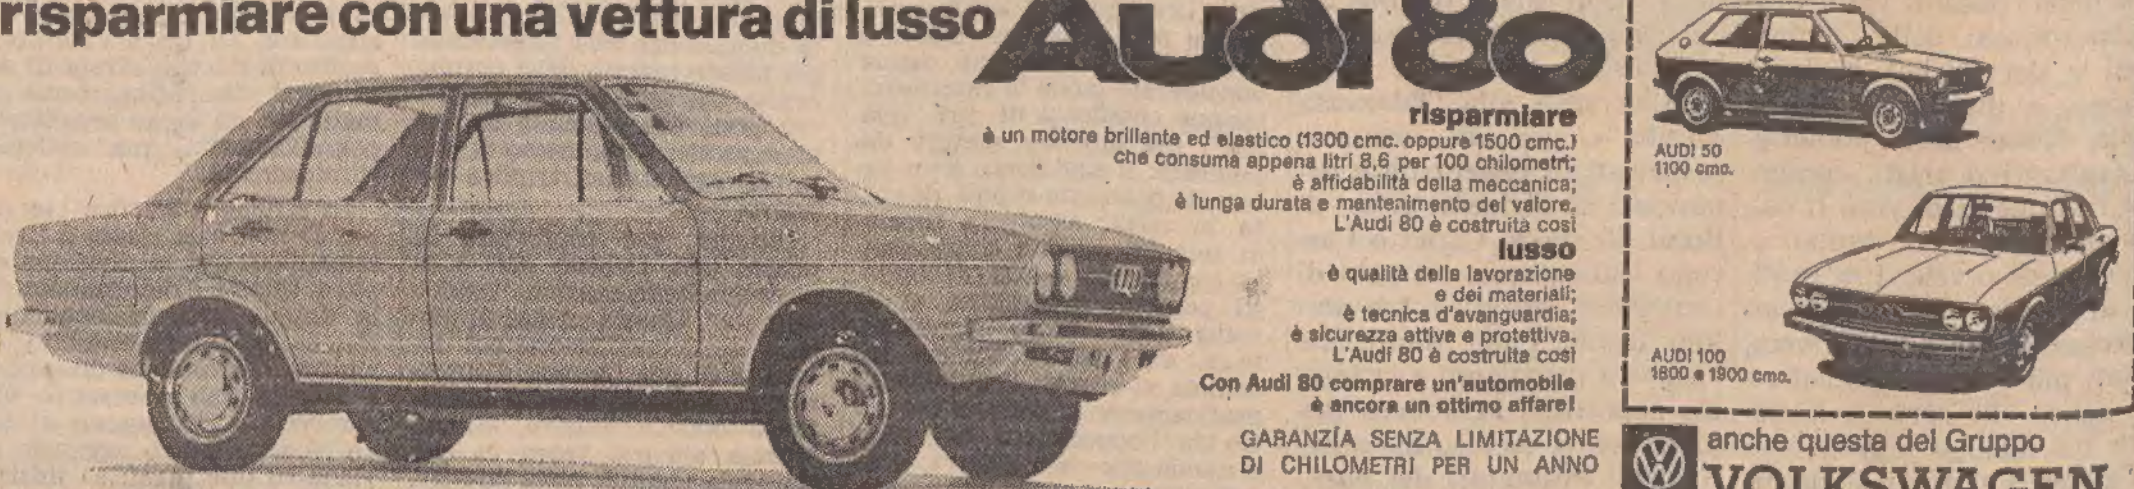 risparmiare con una vettura di lusso
Audi 80
risparmiare
è un motore brillante ed elastico (1300 cmc. oppure 1500 cmc.)
che consuma appena litri 8,6 per 100 chilometri;
è affidabilità della meccanica;
è lunga durata e mantenimento del valore.
L'Audi 80 è costruita così
lusso
è qualità della lavorazione
e dei materiali;
è tecnica d'avanguardia;
è sicurezza attiva e protettiva.
L'Audi 80 è costruita così
Con Audi 80 comprare un'automobile
è ancora un ottimo affare!
GARANZÍA SENZA LIMITAZIONE
DI CHILOMETRI PER UN ANNO
AUDI 50
1100 cmc.
AUDI 100
1800 e 1900 cmc.
anche questa del Gruppo
VOLKSWAGEN